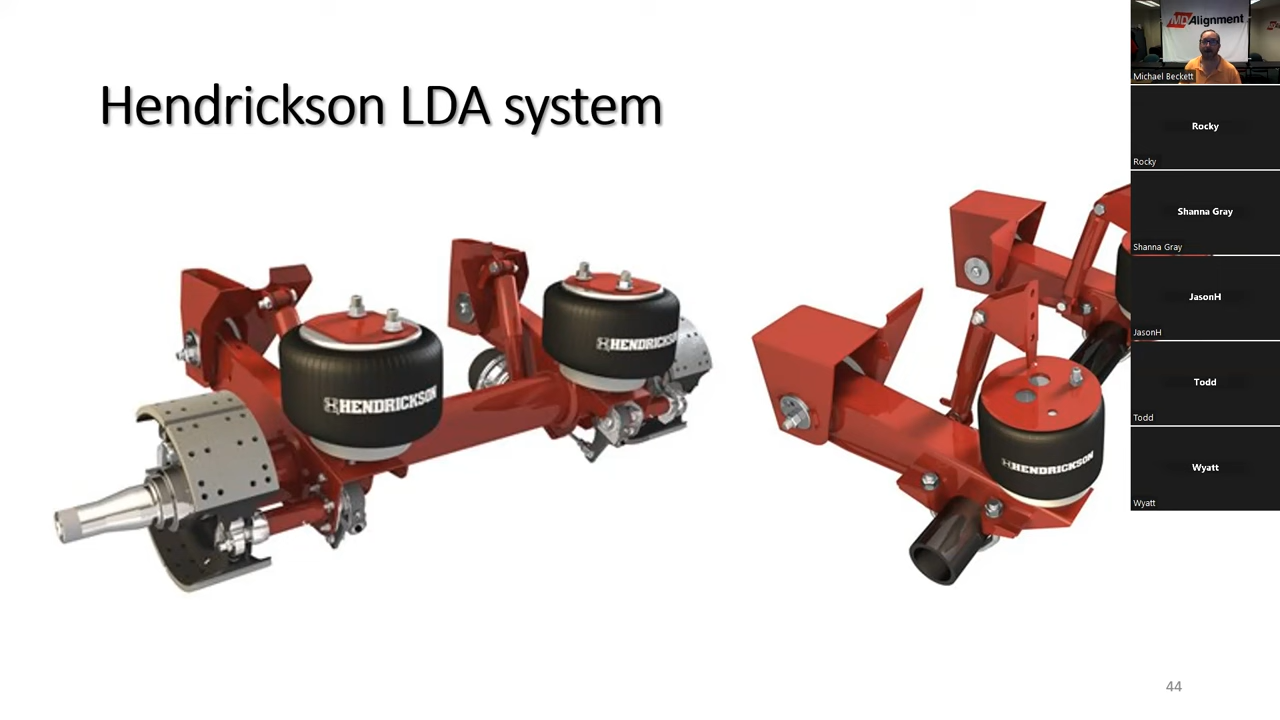 Hendrickson LDA system
HENDRICKSON
HENDRICKSON
HENDRICKSON
44
MD Alignment
Michael Beckett
Rocky
Rocky
Shanna Gray
Shanna Gray
JasonH
JasonH
Todd
Todd
Wyatt
Wyatt